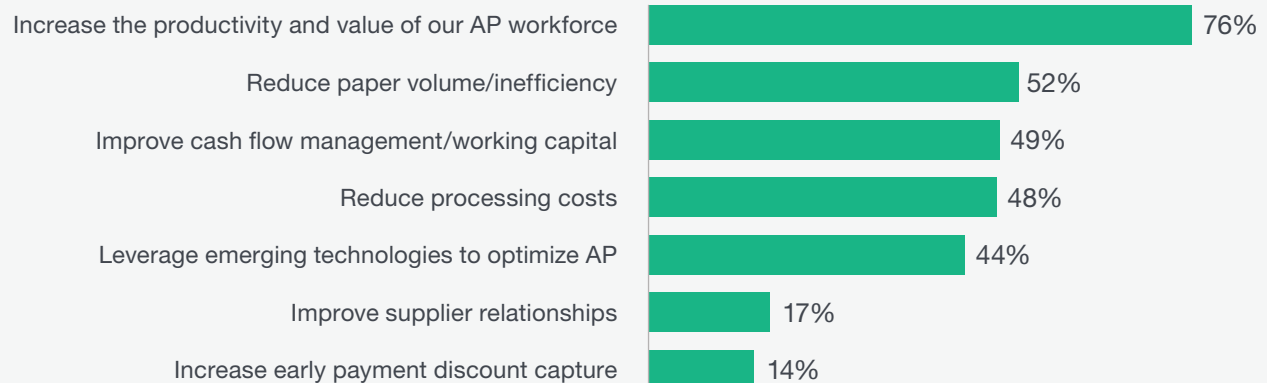 Increase the productivity and value of our AP workforce 76%
Reduce paper volume/inefficiency 52%
Improve cash flow management/working capital 49%
Reduce processing costs 48%
Leverage emerging technologies to optimize AP 44%
Improve supplier relationships 17%
Increase early payment discount capture 14%